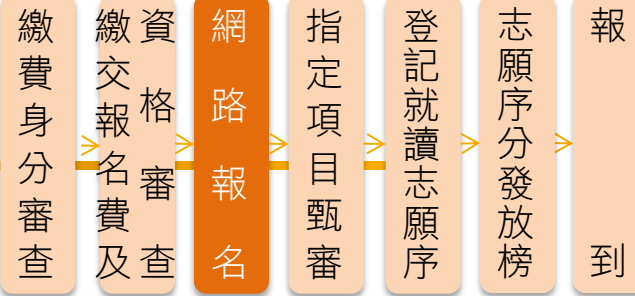 繳費身分審查
繳交報名費及
資格審查
網路報名
指定項目甄審
登記就讀志願序
志願序分發放榜
報到